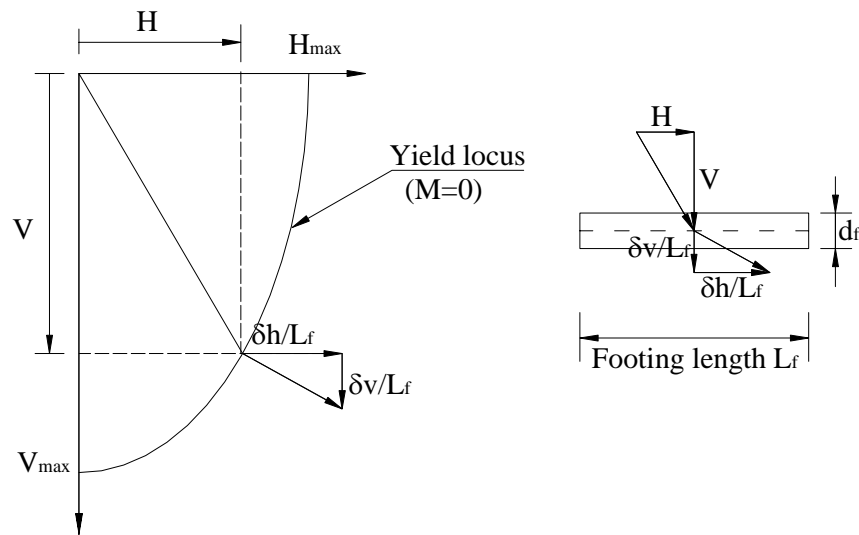 H
Hmax
Yield locus
(M=0)
V
δh/Lf
δv/Lf
Vmax
H
V
df
δv/Lf
δh/Lf
Footing length Lf